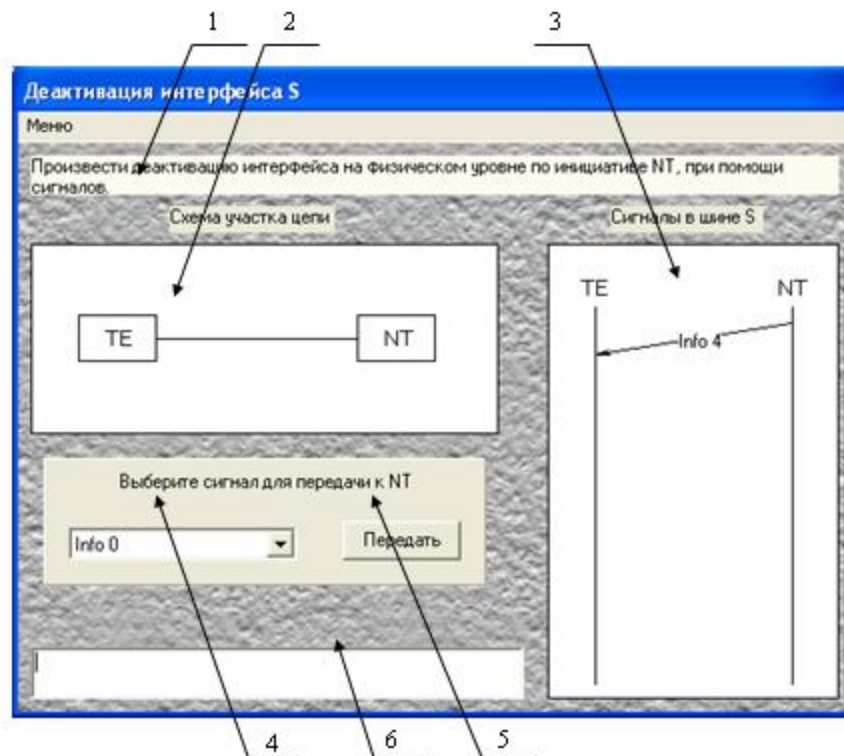 1 2 3
Деактивация интерфейса S
Меню
Произвести деактивацию интерфейса на физическом уровне по инициативе NT, при помощи
сигналов.
Схема участка цепи
Сигналы в шине S
TE NT
TE NT
Info 4
Выберите сигнал для передачи к NT
Info 0
Передать
4 6 5